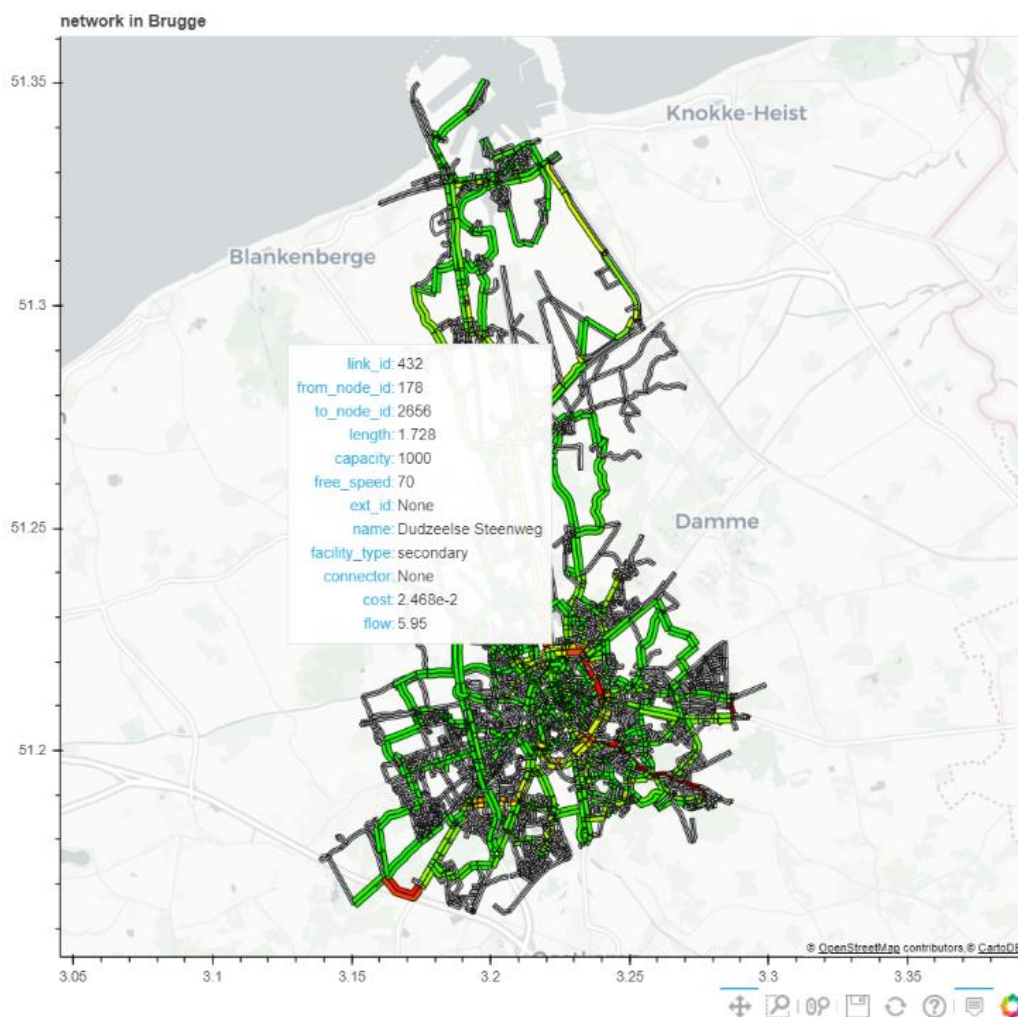 network in Brugge
51.35
Knokke-Heist
Blankenberge
51.3
link_id: 432
from_node_id: 178
to_node_id: 2656
length: 1.728
capacity: 1000
free_speed: 70
ext_id: None
name: Dudzeelse Steenweg
facility_type: secondary
connector: None
cost: 2.468e-2
flow: 5.95
51.25
Damme
51.2
© OpenStreetMap contributors,© CartoDB
3.05
3.1
3.15
3.2
3.25
3.3
3.35